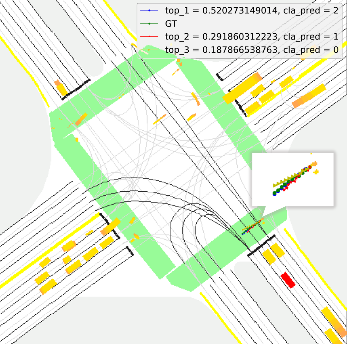 top_1 = 0.520273149014, cla_pred = 2
GT
top_2 = 0.291860312223, cla_pred = 1
top_3 = 0.187866538763, cla_pred = 0